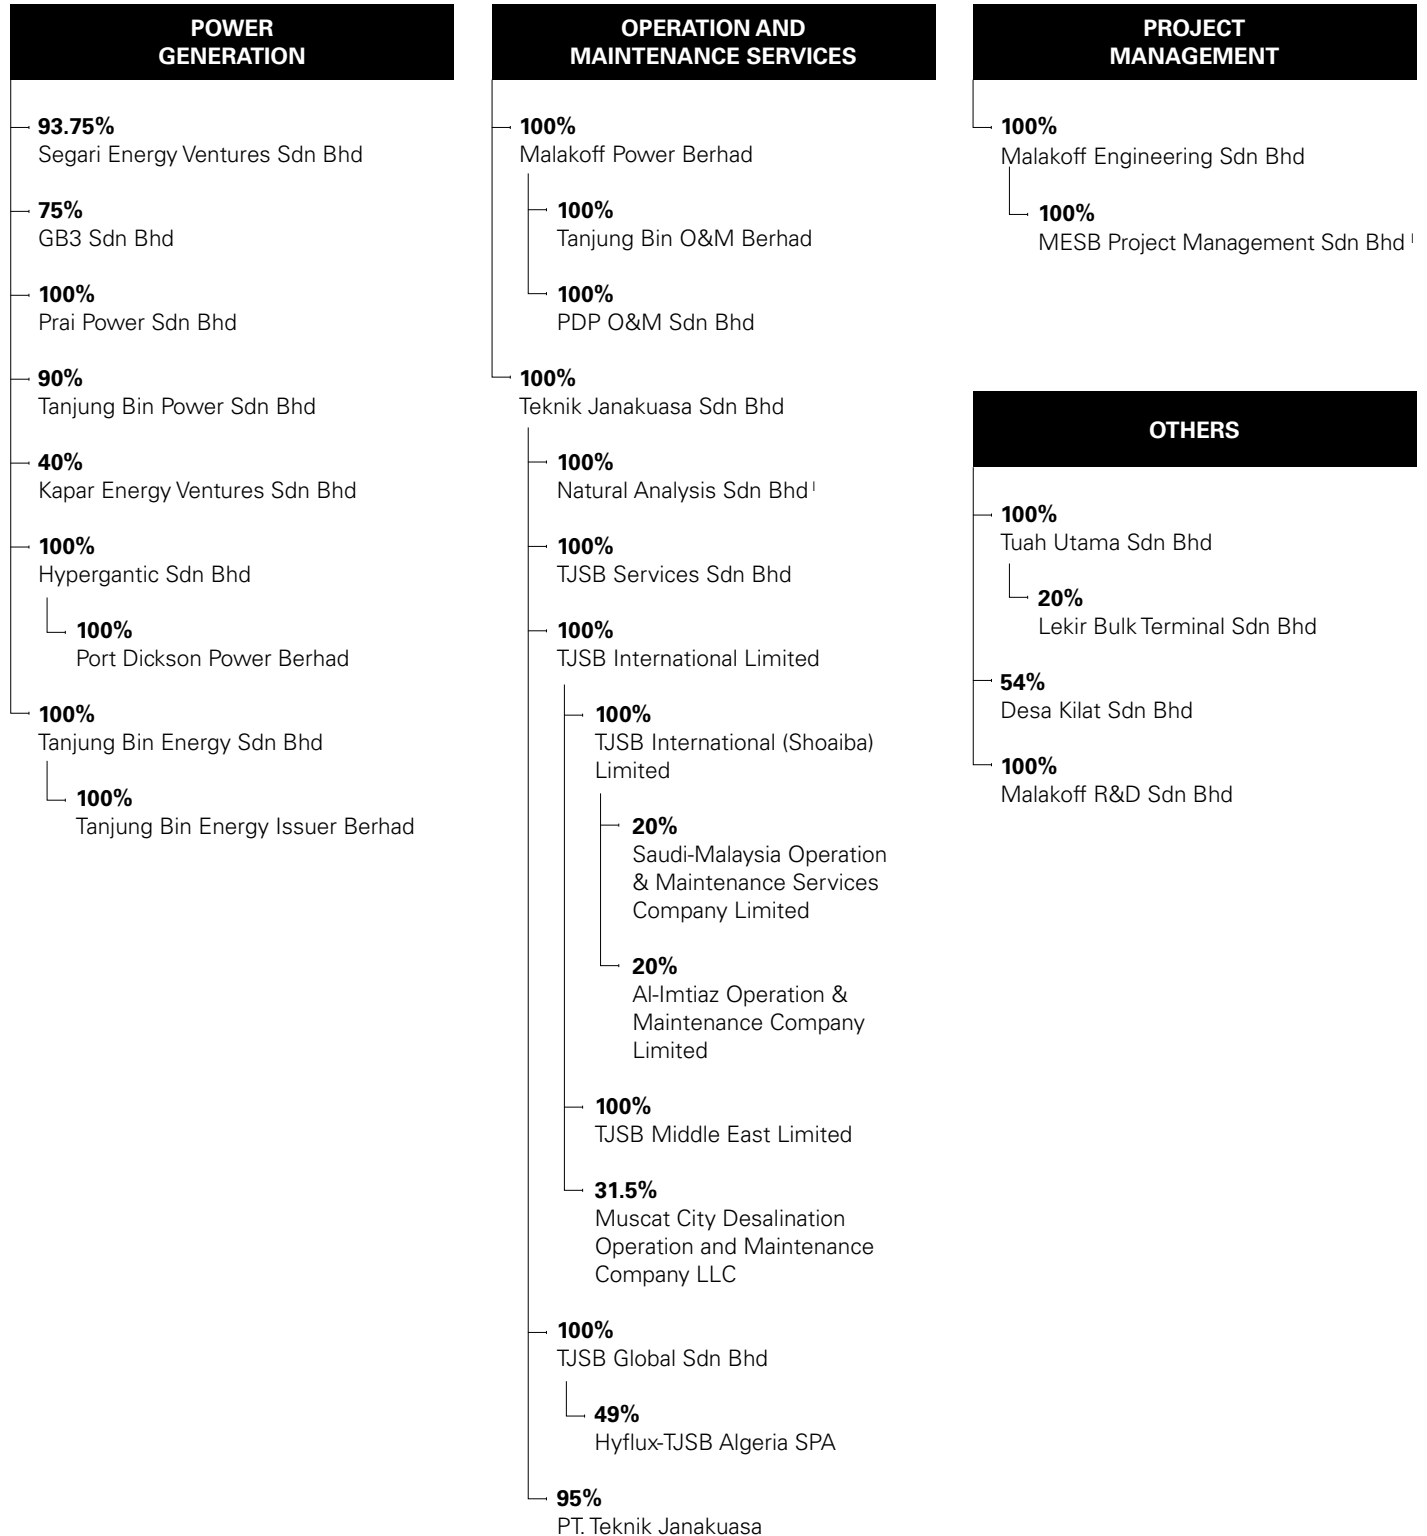 POWER
GENERATION
93.75%
Segari Energy Ventures Sdn Bhd
75%
GB3 Sdn Bhd
100%
Prai Power Sdn Bhd
90%
Tanjung Bin Power Sdn Bhd
40%
Kapar Energy Ventures Sdn Bhd
100%
Hypergantic Sdn Bhd
100%
Port Dickson Power Berhad
100%
Tanjung Bin Energy Sdn Bhd
100%
Tanjung Bin Energy Issuer Berhad
OPERATION AND
MAINTENANCE SERVICES
100%
Malakoff Power Berhad
100%
Tanjung Bin O&M Berhad
100%
PDP O&M Sdn Bhd
100%
Teknik Janakuasa Sdn Bhd
100%
Natural Analysis Sdn Bhd I
100%
TJSB Services Sdn Bhd
100%
TJSB International Limited
100%
TJSB International (Shoaiba)
Limited
20%
Saudi-Malaysia Operation
& Maintenance Services
Company Limited
20%
Al-Imtiaz Operation &
Maintenance Company
Limited
100%
TJSB Middle East Limited
31.5%
Muscat City Desalination
Operation and Maintenance
Company LLC
100%
TJSB Global Sdn Bhd
49%
Hyflux-TJSB Algeria SPA
95%
PT. Teknik Janakuasa
PROJECT
MANAGEMENT
100%
Malakoff Engineering Sdn Bhd
100%
MESB Project Management Sdn Bhd I
OTHERS
100%
Tuah Utama Sdn Bhd
20%
Lekir Bulk Terminal Sdn Bhd
54%
Desa Kilat Sdn Bhd
100%
Malakoff R&D Sdn Bhd